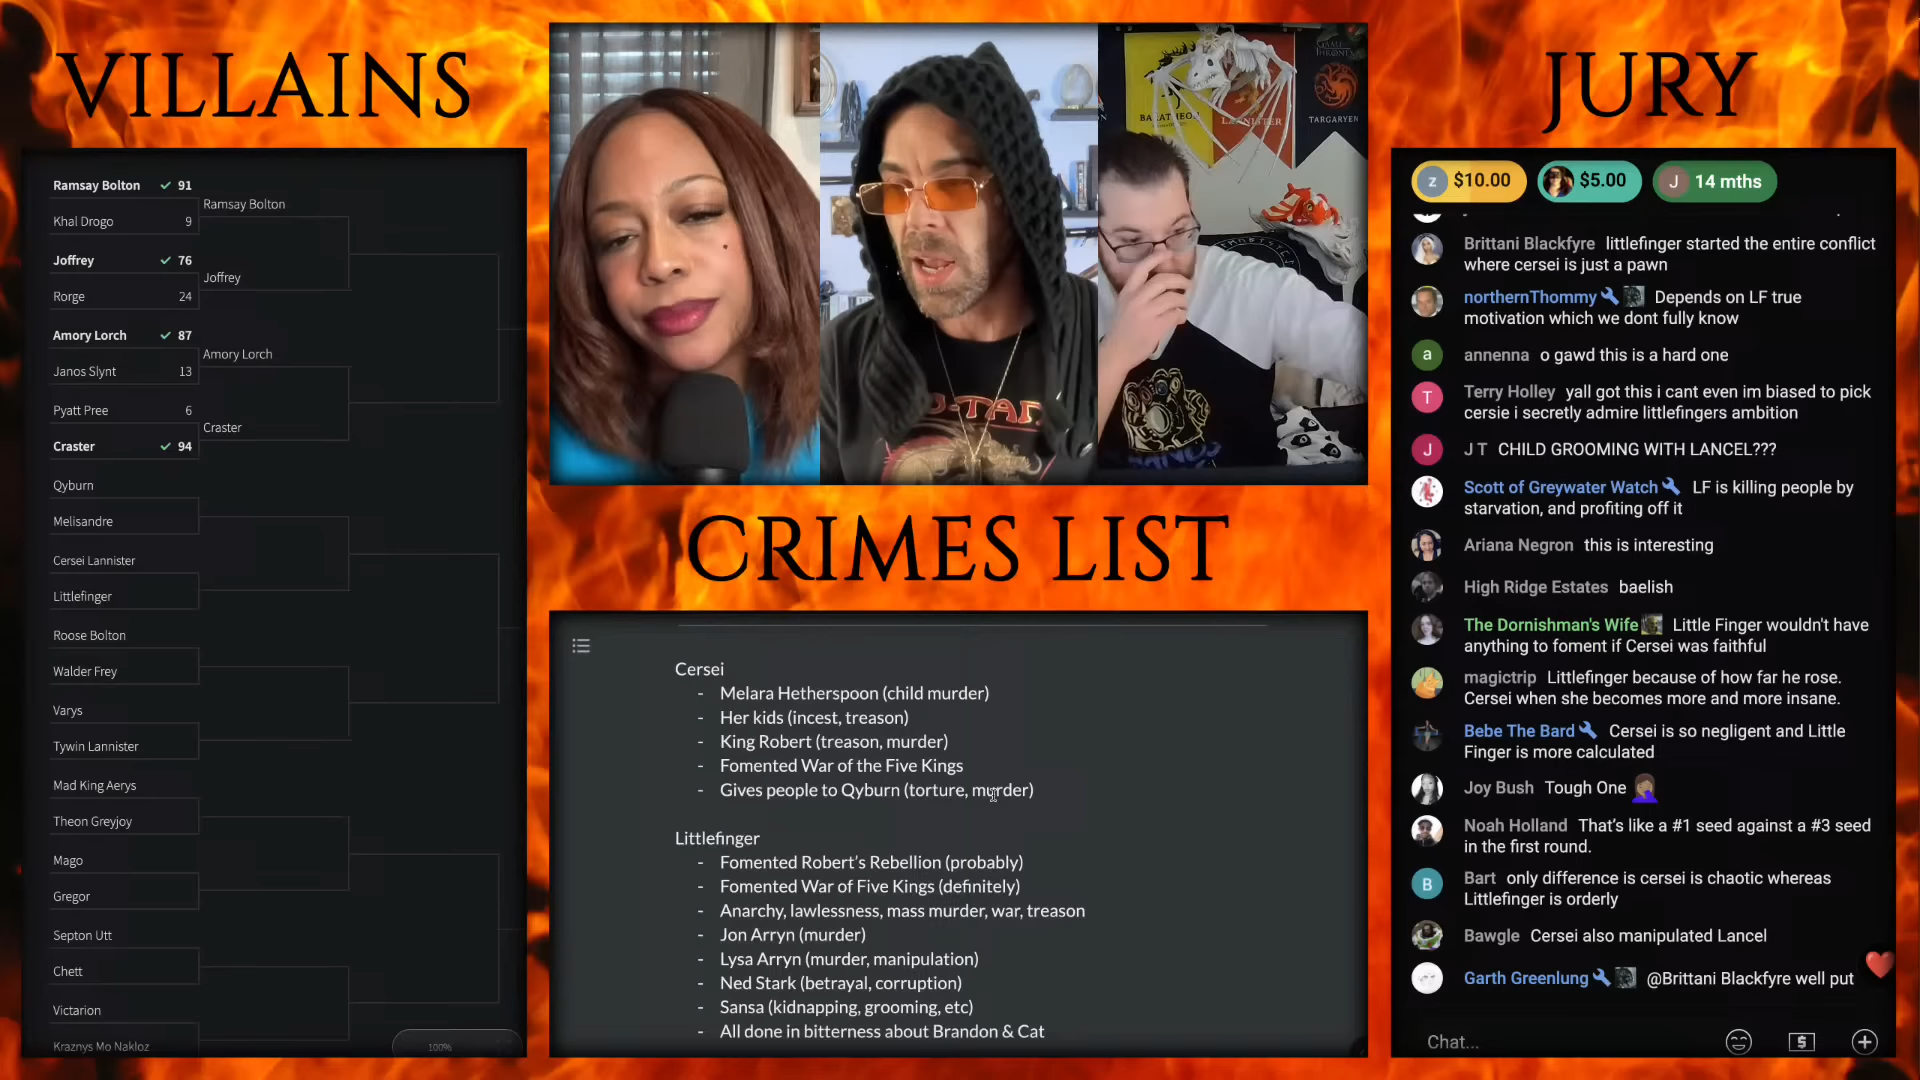 VILLAINS
Ramsay Bolton ✓ 91
Khal Drogo 9
Ramsay Bolton
Joffrey ✓ 76
Rorge 24
Joffrey
Amory Lorch ✓ 87
Janos Slynt 13
Amory Lorch
Pyatt Pree 6
Craster ✓ 94
Craster
Qyburn
Melisandre
Cersei Lannister
Littlefinger
Roose Bolton
Walder Frey
Varys
Tywin Lannister
Mad King Aerys
Theon Greyjoy
Mago
Gregor
Septon Utt
Chett
Victarion
Kraznys Mo Nakloz
100%
GAME THRONES
BARATHEON
LANNISTER
TARGARYEN
CRIMES LIST
Cersei
- Melara Hetherspoon (child murder)
- Her kids (incest, treason)
- King Robert (treason, murder)
- Fomented War of the Five Kings
- Gives people to Qyburn (torture, murder)
Littlefinger
- Fomented Robert's Rebellion (probably)
- Fomented War of Five Kings (definitely)
- Anarchy, lawlessness, mass murder, war, treason
- Jon Arryn (murder)
- Lysa Arryn (murder, manipulation)
- Ned Stark (betrayal, corruption)
- Sansa (kidnapping, grooming, etc)
- All done in bitterness about Brandon & Cat
JURY
z $10.00
$5.00
J 14 mths
Brittani Blackfyre littlefinger started the entire conflict
where cersei is just a pawn
northernThommy Depends on LF true
motivation which we dont fully know
a annenna o gawd this is a hard one
T Terry Holley yall got this i cant even im biased to pick
cersie i secretly admire littlefingers ambition
J J T CHILD GROOMING WITH LANCEL???
Scott of Greywater Watch LF is killing people by
starvation, and profiting off it
Ariana Negron this is interesting
High Ridge Estates baelish
The Dornishman's Wife Little Finger wouldn't have
anything to foment if Cersei was faithful
magictrip Littlefinger because of how far he rose.
Cersei when she becomes more and more insane.
Bebe The Bard Cersei is so negligent and Little
Finger is more calculated
Joy Bush Tough One 🤦🏾‍♀️
Noah Holland That's like a #1 seed against a #3 seed
in the first round.
B Bart only difference is cersei is chaotic whereas
Littlefinger is orderly
Bawgle Cersei also manipulated Lancel
Garth Greenlung @Brittani Blackfyre well put
Chat...